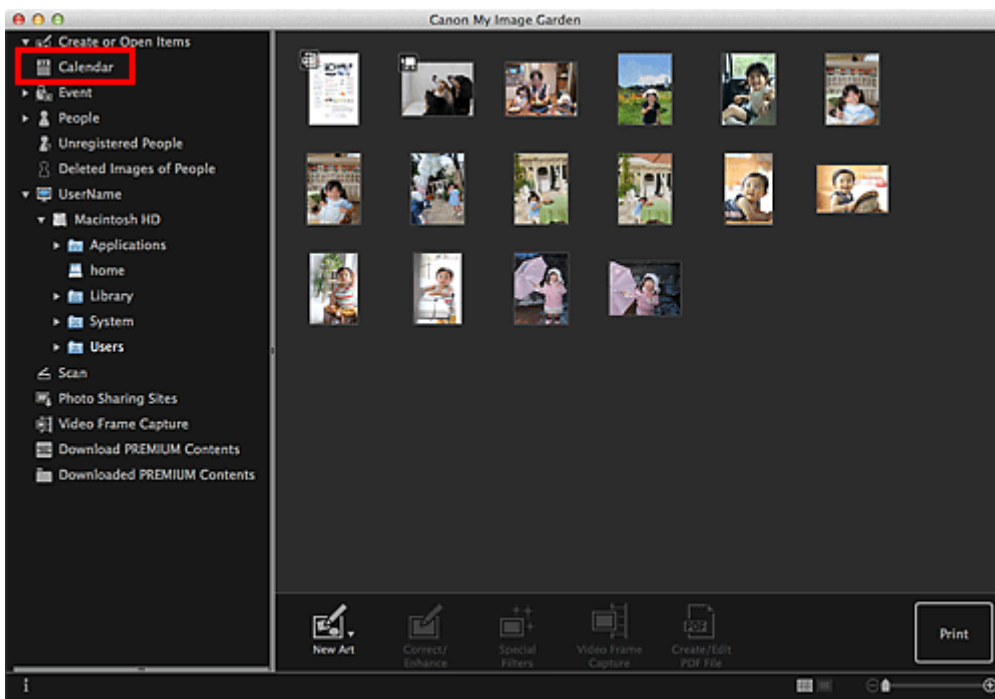 Canon My Image Garden
Create or Open Items
Calendar
Event
People
Unregistered People
Deleted Images of People
UserName
Macintosh HD
Applications
home
Library
System
Users
Scan
Photo Sharing Sites
Video Frame Capture
Download PREMIUM Contents
Downloaded PREMIUM Contents
New Art
Correct/
Enhance
Special
Filters
Video Frame
Capture
PDF
Create/Edit
PDF File
Print